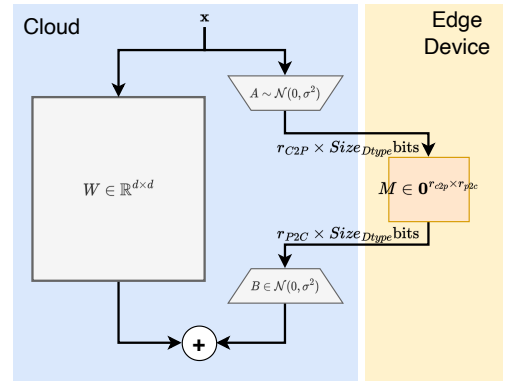 Cloud
x
Edge
Device
A ∼ 𝒩(0, σ²)
r_{C2P} × Size_{Dtype}bits
W ∈ ℝ^{d×d}
M ∈ 0^{r_{c2p}×r_{p2c}}
r_{P2C} × Size_{Dtype}bits
B ∈ 𝒩(0, σ²)
+